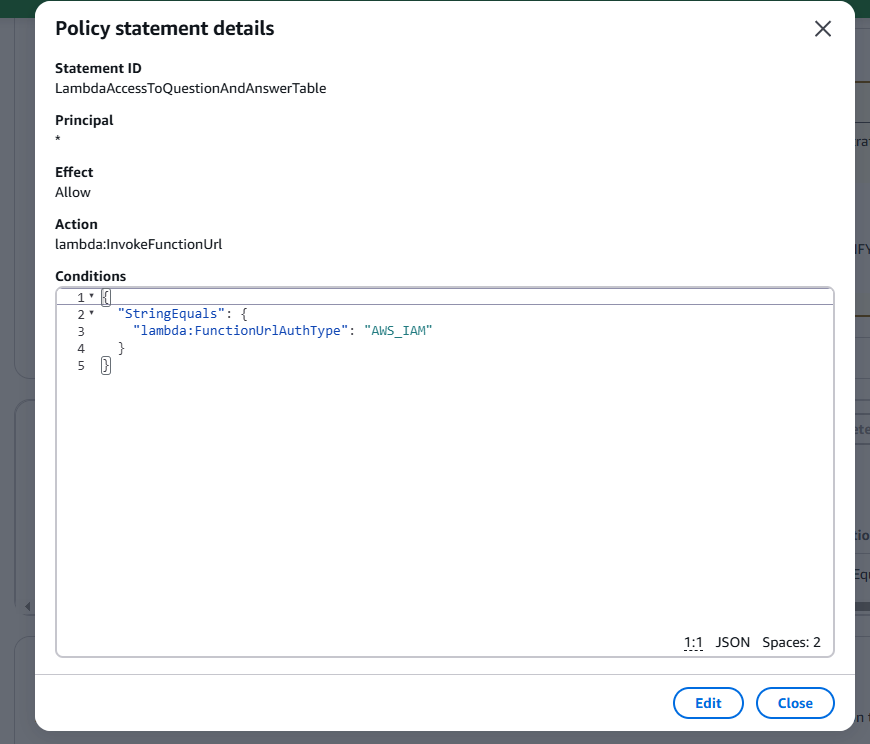 Policy statement details
Statement ID
LambdaAccessToQuestionAndAnswerTable
Principal
*
Effect
Allow
Action
lambda:InvokeFunctionUrl
Conditions
1 {
2 "StringEquals": {
3 "lambda:FunctionUrlAuthType": "AWS_IAM"
4 }
5 }
1:1 JSON Spaces: 2
Edit Close